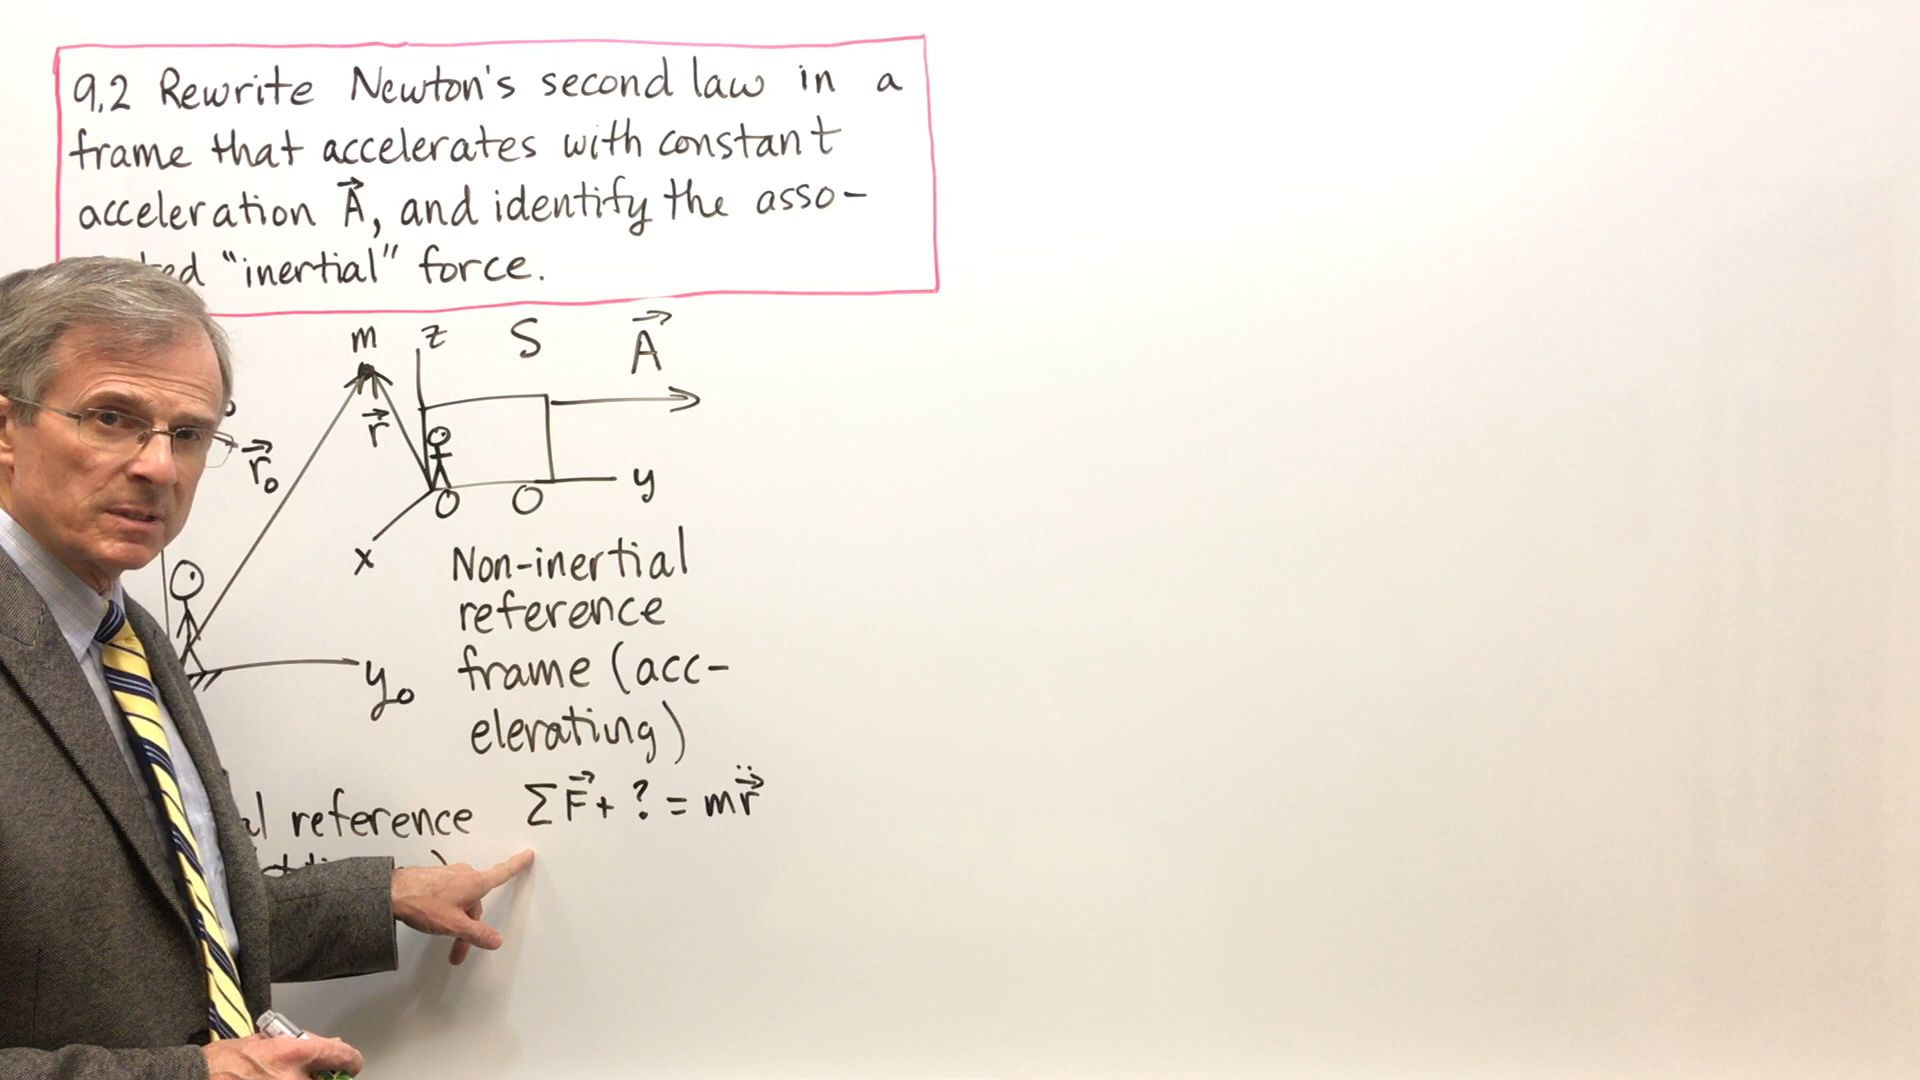 9.2 Rewrite Newton's second law in a
frame that accelerates with constant
acceleration A⃗, and identify the asso-
"inertial" force.
m z S A⃗
r⃗
r⃗₀
y
x
y₀
Non-inertial
reference
frame (acc-
elerating)
reference
ΣF⃗ + ? = mr̈⃗